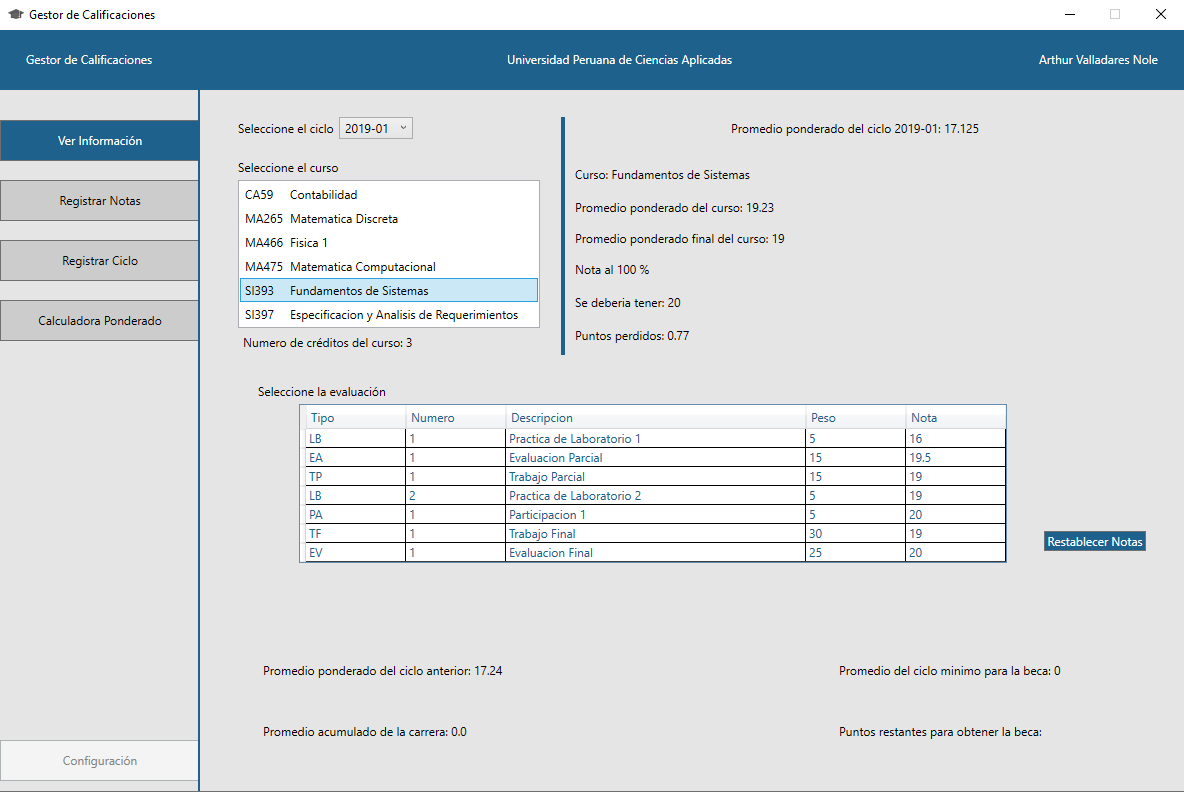 Gestor de Calificaciones
Gestor de Calificaciones
Universidad Peruana de Ciencias Aplicadas
Arthur Valladares Nole
Ver Información
Registrar Notas
Registrar Ciclo
Calculadora Ponderado
Configuración
Seleccione el ciclo 2019-01
Seleccione el curso
CA59 Contabilidad
MA265 Matematica Discreta
MA466 Fisica 1
MA475 Matematica Computacional
SI393 Fundamentos de Sistemas
SI397 Especificacion y Analisis de Requerimientos
Numero de créditos del curso: 3
Promedio ponderado del ciclo 2019-01: 17.125
Curso: Fundamentos de Sistemas
Promedio ponderado del curso: 19.23
Promedio ponderado final del curso: 19
Nota al 100 %
Se deberia tener: 20
Puntos perdidos: 0.77
Seleccione la evaluación
Tipo Numero Descripcion Peso Nota
LB 1 Practica de Laboratorio 1 5 16
EA 1 Evaluacion Parcial 15 19.5
TP 1 Trabajo Parcial 15 19
LB 2 Practica de Laboratorio 2 5 19
PA 1 Participacion 1 5 20
TF 1 Trabajo Final 30 19
EV 1 Evaluacion Final 25 20
Restablecer Notas
Promedio ponderado del ciclo anterior: 17.24
Promedio del ciclo minimo para la beca: 0
Promedio acumulado de la carrera: 0.0
Puntos restantes para obtener la beca: